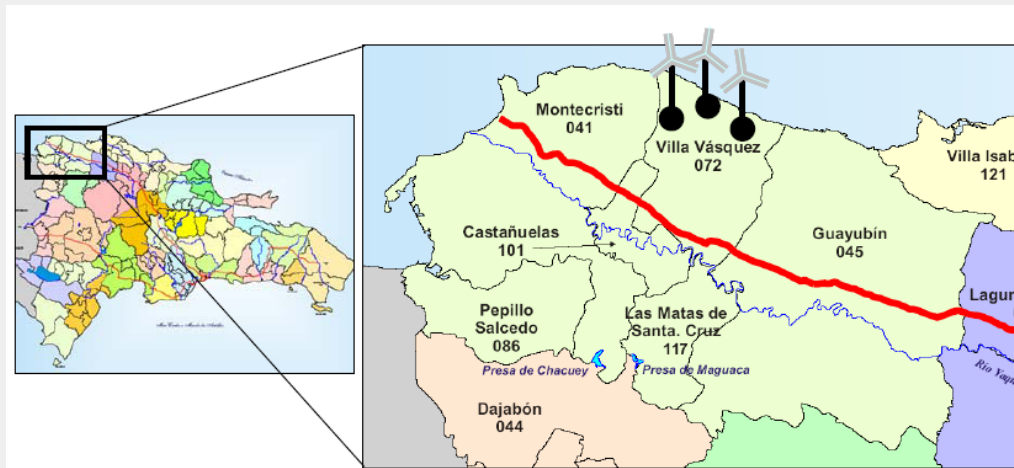 Montecristi
041
Villa Vásquez
072
Villa Isab
121
Castañuelas
101
Guayubín
045
Pepillo
Salcedo
086
Las Matas de
Santa. Cruz
117
Lagun
Presa de Chacuey
Presa de Maguaca
Río Yaqu
Dajabón
044